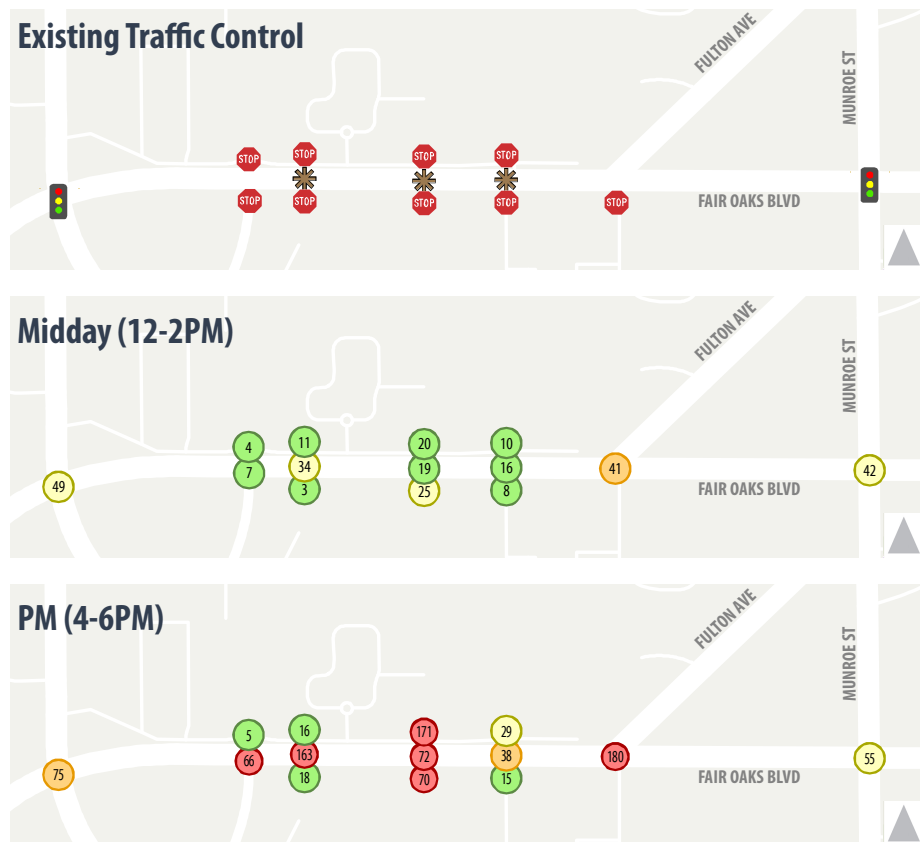 Existing Traffic Control
FULTON AVE
MUNROE ST
STOP STOP STOP STOP
STOP STOP STOP STOP STOP
FAIR OAKS BLVD
Midday (12-2PM)
FULTON AVE
MUNROE ST
4 11 20 10
7 34 19 16 41 42
49 3 25 8
FAIR OAKS BLVD
PM (4-6PM)
FULTON AVE
MUNROE ST
5 16 171 29
66 163 72 38 180 55
75 18 70 15
FAIR OAKS BLVD